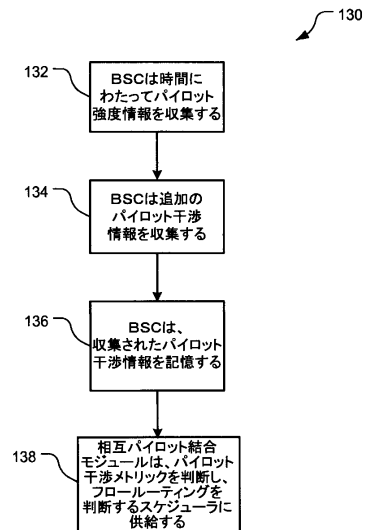 130
132
BSCは時間に
わたってパイロット
強度情報を収集する
134
BSCは追加の
パイロット干渉
情報を収集する
136
BSCは、
収集されたパイロット
干渉情報を記憶する
138
相互パイロット結合
モジュールは、パイロット
干渉メトリックを判断し、
フロールーティングを
判断するスケジューラに
供給する